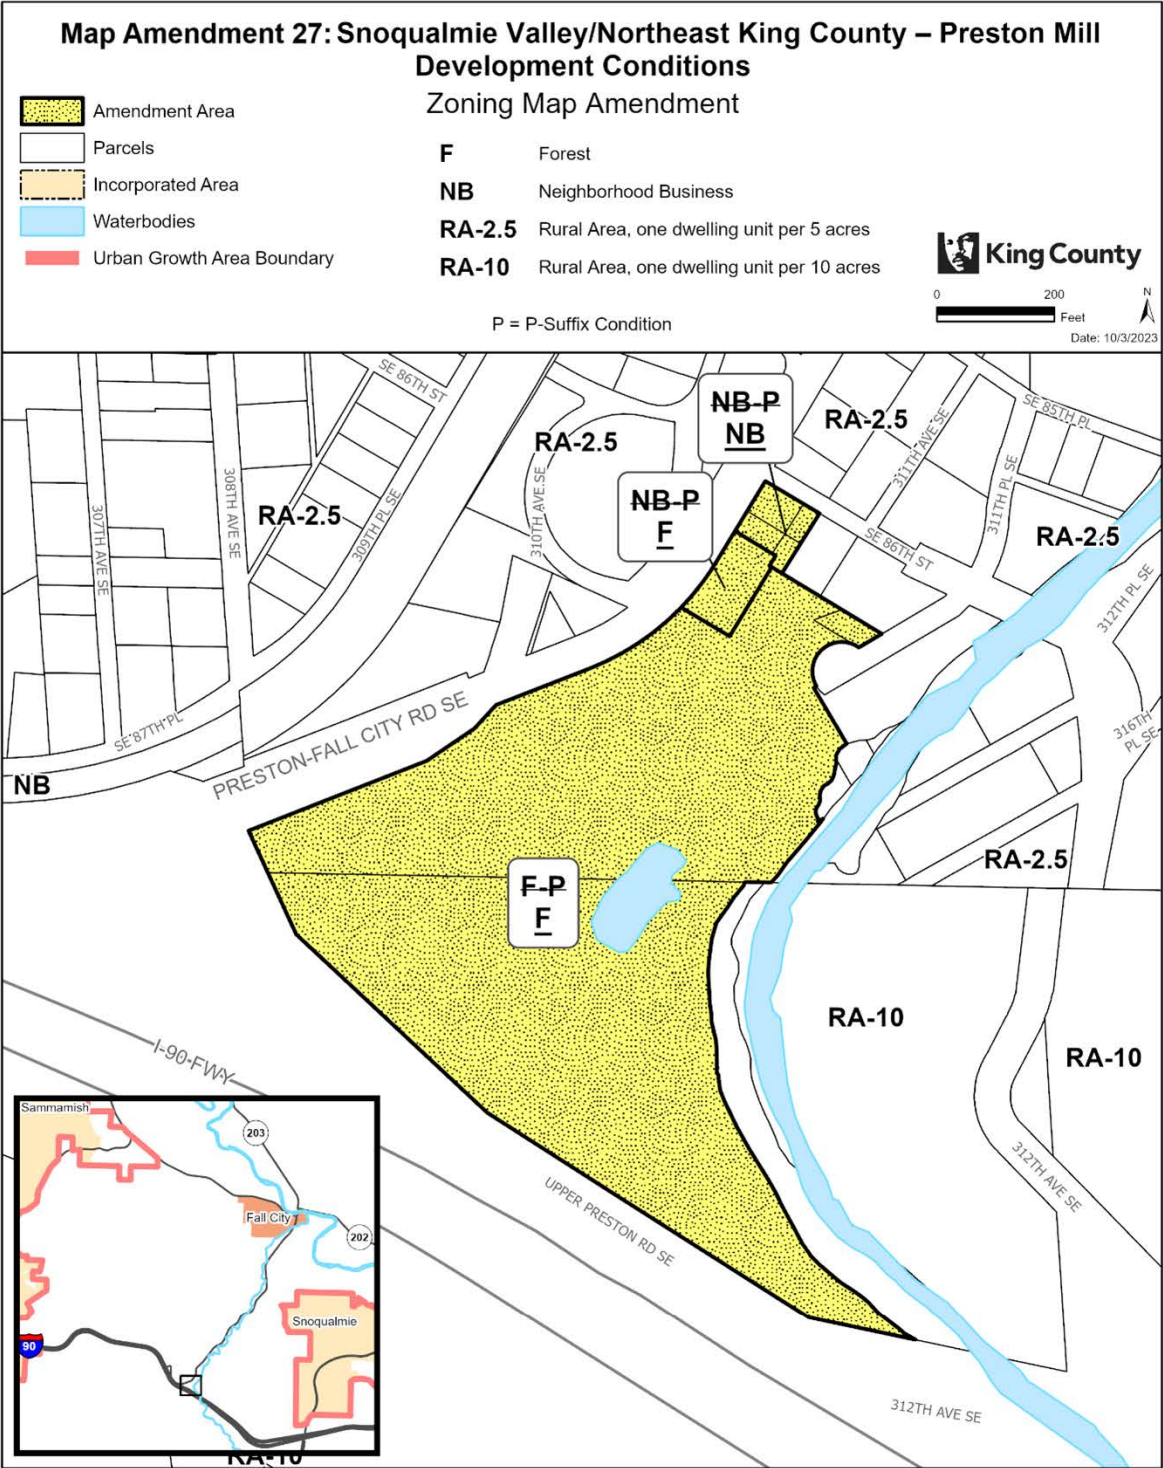 Map Amendment 27: Snoqualmie Valley/Northeast King County – Preston Mill
Development Conditions
Zoning Map Amendment
Amendment Area
Parcels
Incorporated Area
Waterbodies
Urban Growth Area Boundary
F Forest
NB Neighborhood Business
RA-2.5 Rural Area, one dwelling unit per 5 acres
RA-10 Rural Area, one dwelling unit per 10 acres
P = P-Suffix Condition
King County
0 200
Feet
N
Date: 10/3/2023
SE 86TH ST
NB-P
NB
RA-2.5
SE 85TH PL
RA-2.5
311TH AVE SE
NB-P
F
308TH AVE SE
RA-2.5
309TH PL SE
310TH AVE SE
311TH PL SE
RA-2.5
307TH AVE SE
SE 86TH ST
312TH PL SE
SE 87TH PL
PRESTON-FALL CITY RD SE
316TH
PL SE
NB
RA-2.5
F-P
F
RA-10
RA-10
I-90 FWY
312TH AVE SE
UPPER PRESTON RD SE
312TH AVE SE
Sammamish
203
Fall City
202
Snoqualmie
90
RA-10